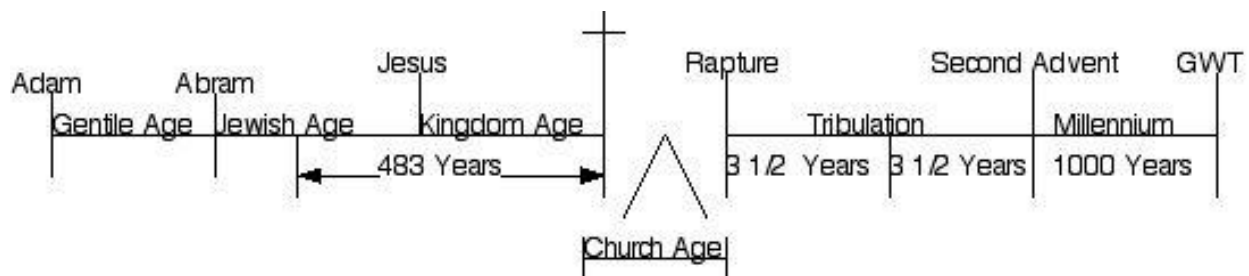 Jesus Rapture Second Advent GWT
Adam Abram
Gentile Age Jewish Age Kingdom Age Tribulation Millennium
483 Years 3 1/2 Years 3 1/2 Years 1000 Years
Church Age